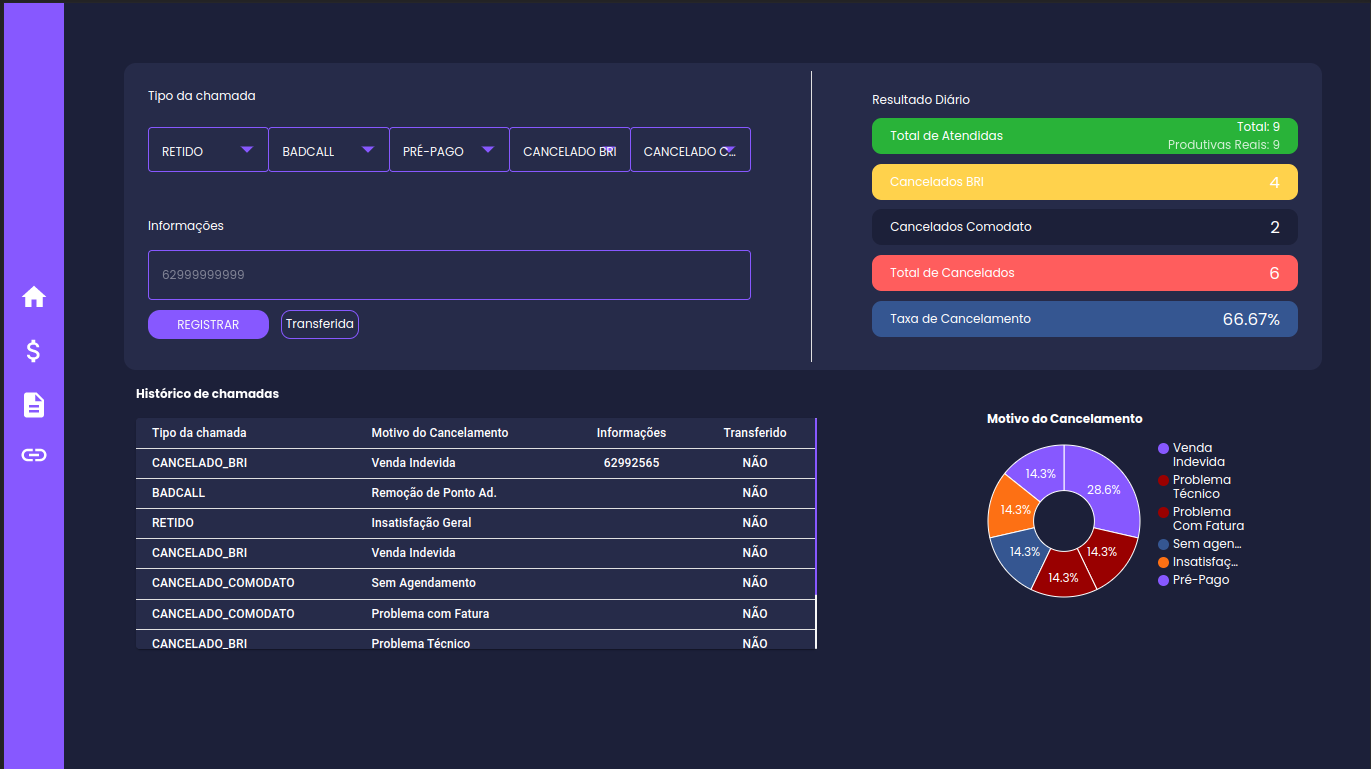 Tipo da chamada
RETIDO BADCALL PRÉ-PAGO CANCELADO BRI CANCELADO C...
Informações
62999999999
REGISTRAR Transferida
Resultado Diário
Total de Atendidas Total: 9
Produtivas Reais: 9
Cancelados BRI 4
Cancelados Comodato 2
Total de Cancelados 6
Taxa de Cancelamento 66.67%
Histórico de chamadas
Tipo da chamada Motivo do Cancelamento Informações Transferido
CANCELADO_BRI Venda Indevida 62992565 NÃO
BADCALL Remoção de Ponto Ad. NÃO
RETIDO Insatisfação Geral NÃO
CANCELADO_BRI Venda Indevida NÃO
CANCELADO_COMODATO Sem Agendamento NÃO
CANCELADO_COMODATO Problema com Fatura NÃO
CANCELADO_BRI Problema Técnico NÃO
Motivo do Cancelamento
14.3% 28.6%
14.3%
14.3% 14.3%
14.3%
Venda
Indevida
Problema
Técnico
Problema
Com Fatura
Sem agen...
Insatisfaç...
Pré-Pago